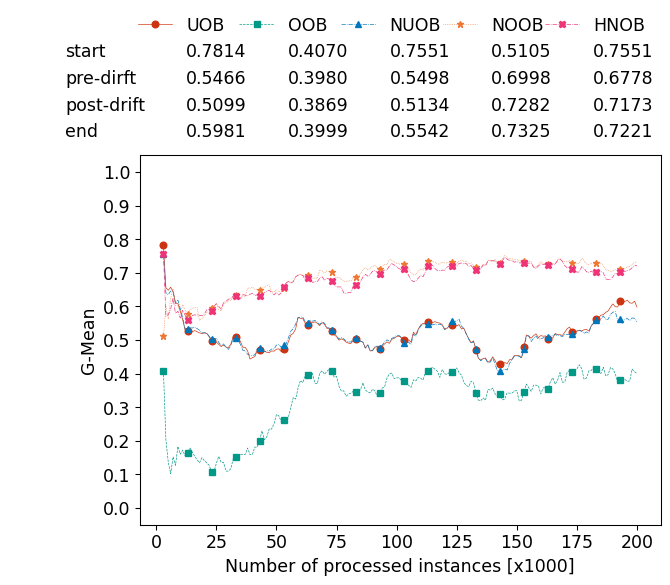 UOB OOB NUOB NOOB HNOB
start 0.7814 0.4070 0.7551 0.5105 0.7551
pre-dirft 0.5466 0.3980 0.5498 0.6998 0.6778
post-drift 0.5099 0.3869 0.5134 0.7282 0.7173
end 0.5981 0.3999 0.5542 0.7325 0.7221
1.0
0.9
0.8
0.7
0.6
0.5
0.4
0.3
0.2
0.1
0.0
G-Mean
0 25 50 75 100 125 150 175 200
Number of processed instances [x1000]